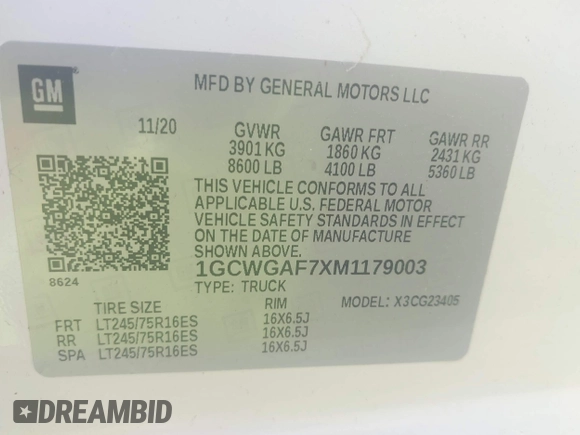 GM
MFD BY GENERAL MOTORS LLC
11/20 GVWR GAWR FRT GAWR RR
3901 KG 1860 KG 2431 KG
8600 LB 4100 LB 5360 LB
THIS VEHICLE CONFORMS TO ALL
APPLICABLE U.S. FEDERAL MOTOR
VEHICLE SAFETY STANDARDS IN EFFECT
ON THE DATE OF MANUFACTURE
SHOWN ABOVE.
8624 1GCWGAF7XM1179003
TYPE: TRUCK MODEL: X3CG23405
TIRE SIZE RIM
FRT LT245/75R16ES 16X6.5J
RR LT245/75R16ES 16X6.5J
SPA LT245/75R16ES 16X6.5J
DREAMBID